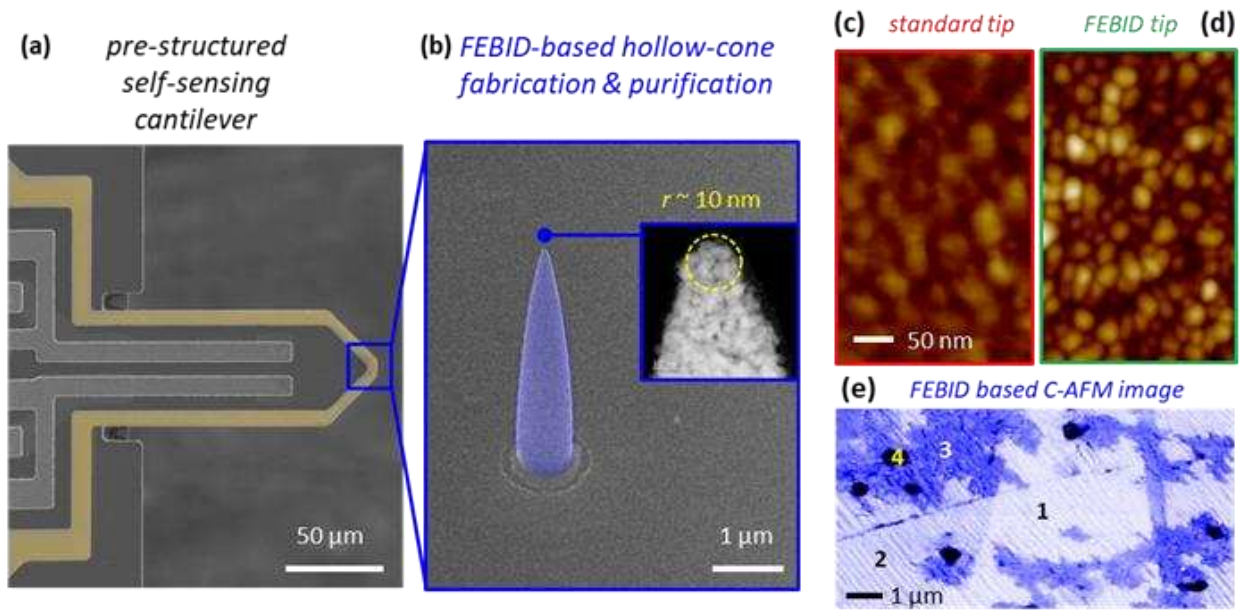 (a) pre-structured
self-sensing
cantilever
50 µm
(b) FEBID-based hollow-cone
fabrication & purification
r ~ 10 nm
1 µm
(c) standard tip
50 nm
FEBID tip (d)
(e) FEBID based C-AFM image
4
3
1
2
1 µm